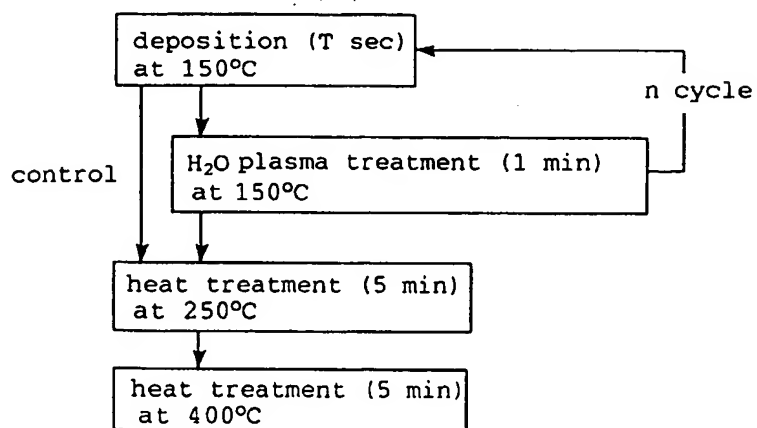 deposition (T sec)
at 150°C
n cycle
H₂O plasma treatment (1 min)
at 150°C
control
heat treatment (5 min)
at 250°C
heat treatment (5 min)
at 400°C